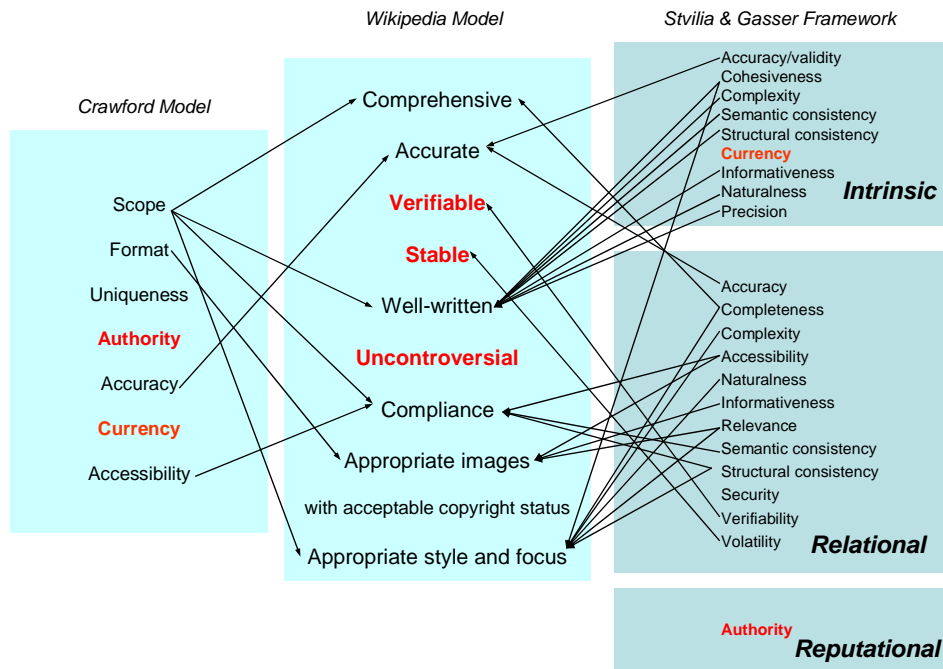 Wikipedia Model
Stvilia & Gasser Framework
Crawford Model
Scope
Format
Uniqueness
Authority
Accuracy
Currency
Accessibility
Comprehensive
Accurate
Verifiable
Stable
Well-written
Uncontroversial
Compliance
Appropriate images
with acceptable copyright status
Appropriate style and focus
Accuracy/validity
Cohesiveness
Complexity
Semantic consistency
Structural consistency
Currency
Informativeness
Naturalness
Precision
Intrinsic
Accuracy
Completeness
Complexity
Accessibility
Naturalness
Informativeness
Relevance
Semantic consistency
Structural consistency
Security
Verifiability
Volatility
Relational
Authority
Reputational